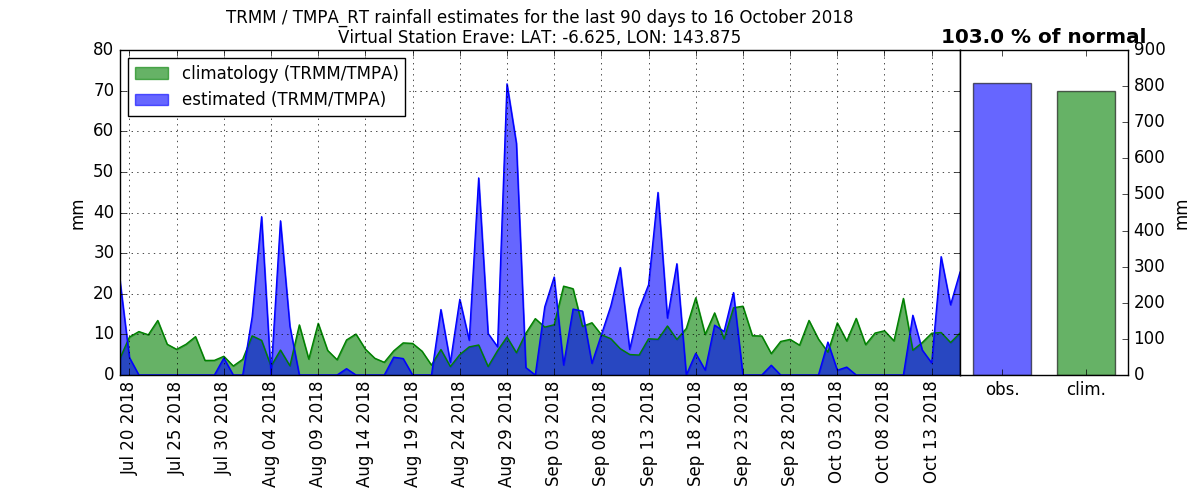 TRMM / TMPA_RT rainfall estimates for the last 90 days to 16 October 2018
Virtual Station Erave: LAT: -6.625, LON: 143.875
103.0 % of normal
climatology (TRMM/TMPA)
estimated (TRMM/TMPA)
80
70
60
50
40
30
20
10
0
mm
Jul 20 2018
Jul 25 2018
Jul 30 2018
Aug 04 2018
Aug 09 2018
Aug 14 2018
Aug 19 2018
Aug 24 2018
Aug 29 2018
Sep 03 2018
Sep 08 2018
Sep 13 2018
Sep 18 2018
Sep 23 2018
Sep 28 2018
Oct 03 2018
Oct 08 2018
Oct 13 2018
obs.
clim.
900
800
700
600
500
400
300
200
100
0
mm